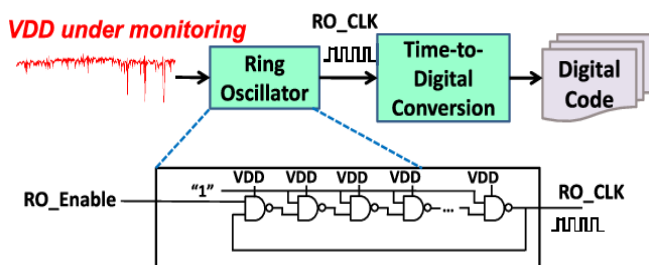 VDD under monitoring
RO_CLK
Ring
Oscillator
Time-to-
Digital
Conversion
Digital
Code
VDD VDD VDD VDD VDD
"1"
RO_Enable
...
RO_CLK